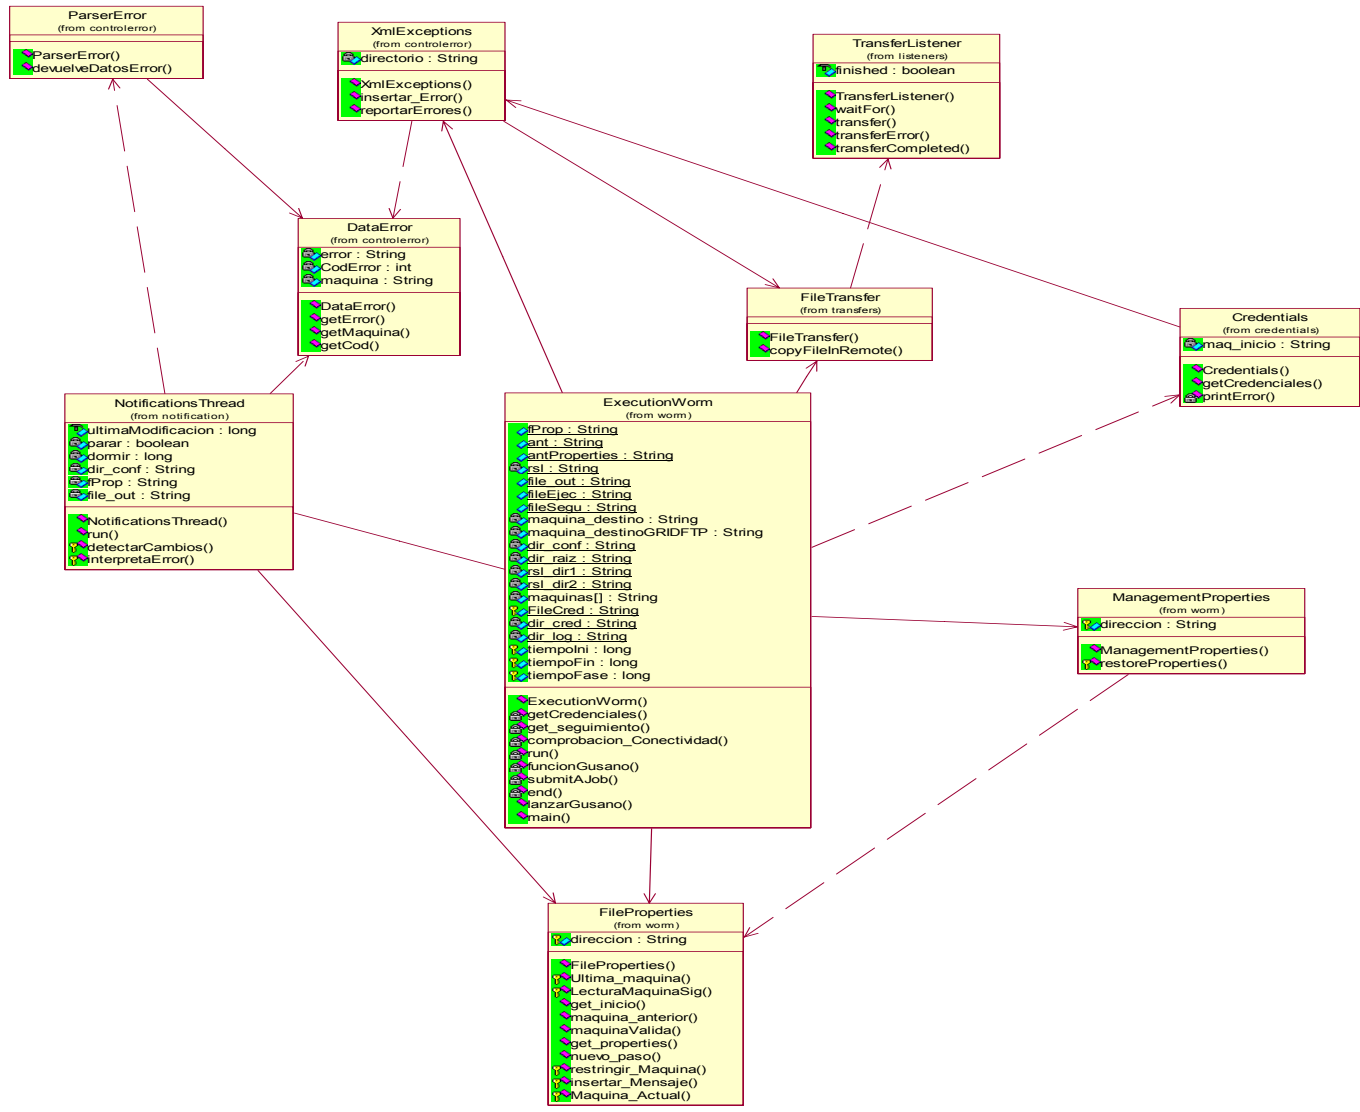 ParserError
(from controlerror)
ParserError()
devuelveDatosError()
XmlExceptions
(from controlerror)
directorio : String
XmlExceptions()
insertar_Error()
reportarErrores()
TransferListener
(from listeners)
finished : boolean
TransferListener()
waitFor()
transfer()
transferError()
transferCompleted()
DataError
(from controlerror)
error : String
CodError : int
maquina : String
DataError()
getError()
getMaquina()
getCod()
FileTransfer
(from transfers)
FileTransfer()
copyFileInRemote()
Credentials
(from credentials)
maq_inicio : String
Credentials()
getCredenciales()
printError()
NotificationsThread
(from notification)
ultimaModificacion : long
parar : boolean
dormir : long
dir_conf : String
fProp : String
file_out : String
NotificationsThread()
run()
detectarCambios()
interpretaError()
ExecutionWorm
(from worm)
fProp : String
ant : String
antProperties : String
rsl : String
file_out : String
fileEjec : String
fileSegu : String
maquina_destino : String
maquina_destinoGRIDFTP : String
dir_conf : String
dir_raiz : String
rsl_dir1 : String
rsl_dir2 : String
maquinas[] : String
FileCred : String
dir_cred : String
dir_log : String
tiempoIni : long
tiempoFin : long
tiempoFase : long
ExecutionWorm()
getCredenciales()
get_seguimiento()
comprobacion_Conectividad()
run()
funcionGusano()
submitAJob()
end()
lanzarGusano()
main()
ManagementProperties
(from worm)
direccion : String
ManagementProperties()
restoreProperties()
FileProperties
(from worm)
direccion : String
FileProperties()
Ultima_maquina()
LecturaMaquinaSig()
get_inicio()
maquina_anterior()
maquinaValida()
get_properties()
nuevo_paso()
restringir_Maquina()
insertar_Mensaje()
Maquina_Actual()